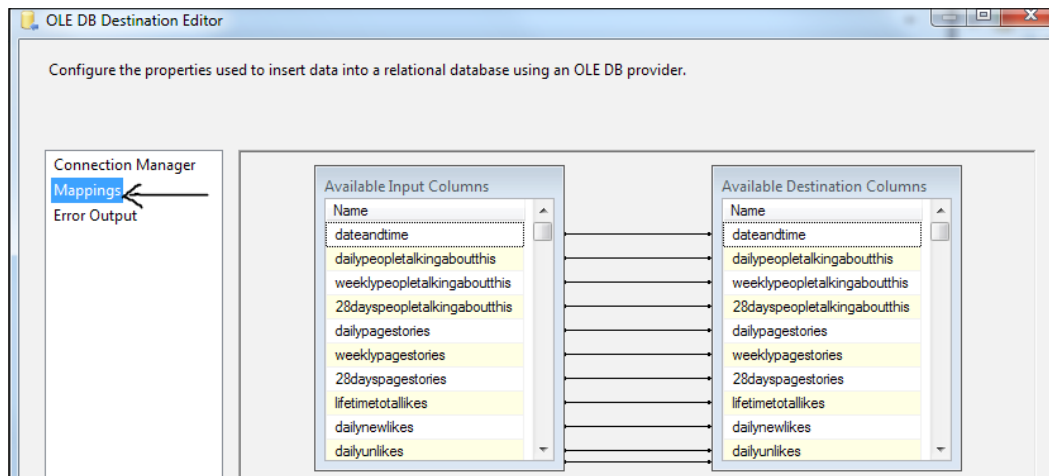 OLE DB Destination Editor
Configure the properties used to insert data into a relational database using an OLE DB provider.
Connection Manager
Mappings
Error Output
Available Input Columns
Name
dateandtime
dailypeopletalkingaboutthis
weeklypeopletalkingaboutthis
28dayspeopletalkingaboutthis
dailypagestories
weeklypagestories
28dayspagestories
lifetimetotallikes
dailynewlikes
dailyunlikes
Available Destination Columns
Name
dateandtime
dailypeopletalkingaboutthis
weeklypeopletalkingaboutthis
28dayspeopletalkingaboutthis
dailypagestories
weeklypagestories
28dayspagestories
lifetimetotallikes
dailynewlikes
dailyunlikes